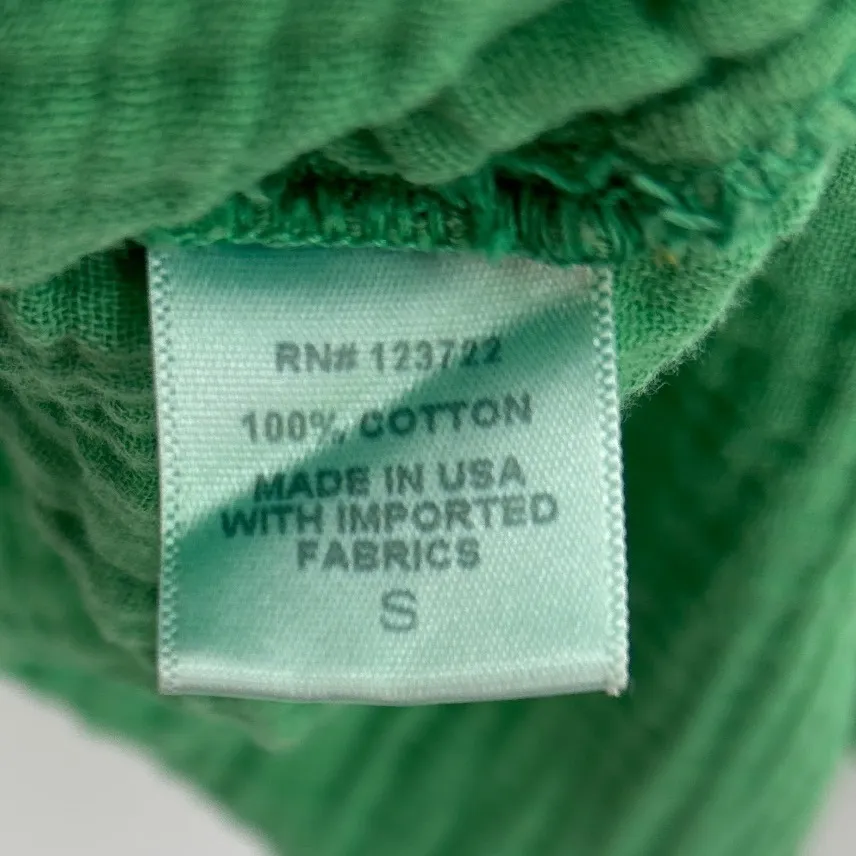 RN# 123722
100% COTTON
MADE IN USA
WITH IMPORTED
FABRICS
S